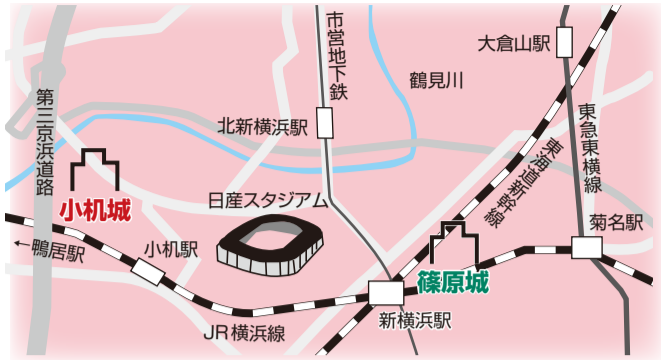 市営地下鉄
大倉山駅
鶴見川
第三京浜道路
北新横浜駅
東急東横線
東海道新幹線
小机城
日産スタジアム
菊名駅
←鴨居駅
小机駅
篠原城
新横浜駅
JR横浜線